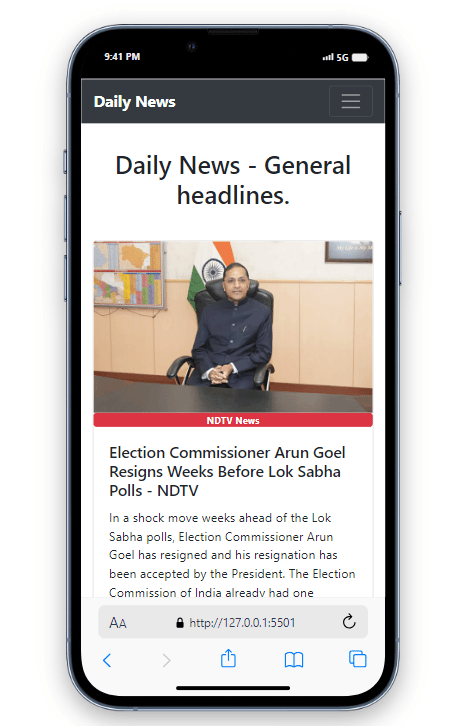 9:41 PM
5G
Daily News
Daily News - General
headlines.
NDTV News
Election Commissioner Arun Goel
Resigns Weeks Before Lok Sabha
Polls - NDTV
In a shock move weeks ahead of the Lok
Sabha polls, Election Commissioner Arun
Goel has resigned and his resignation has
been accepted by the President. The Election
Commission of India already had one
AA
http://127.0.0.1:5501